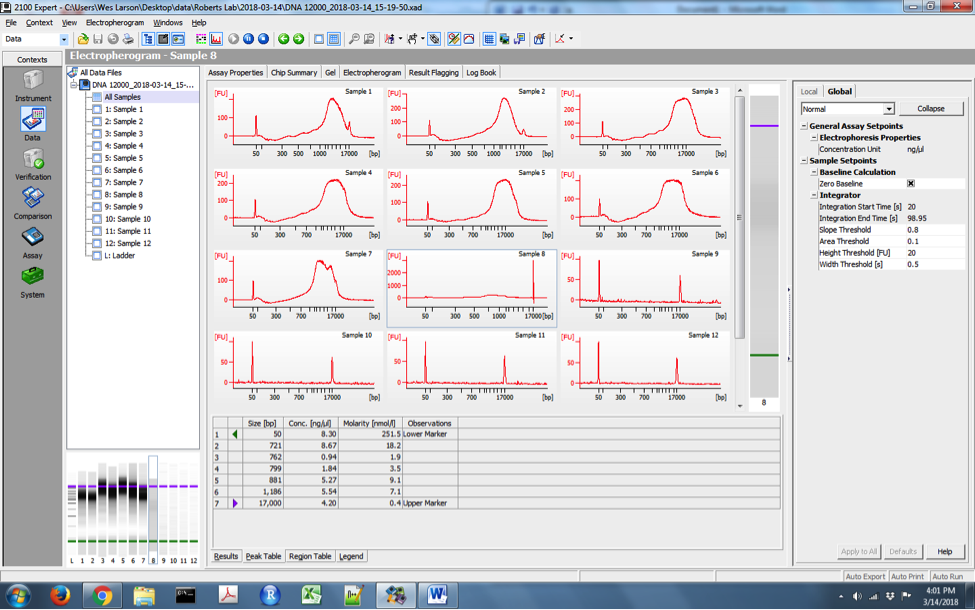 2100 Expert - C:\Users\Wes Larson\Desktop\data\Roberts Lab\2018-03-14\DNA 12000_2018-03-14_15-19-50.xad
File Context View Electropherogram Windows Help
Data
Contexts
Instrument
Data
Verification
Comparison
Assay
System
Electropherogram - Sample 8
All Data Files
DNA 12000_2018-03-14_15-...
All Samples
1: Sample 1
2: Sample 2
3: Sample 3
4: Sample 4
5: Sample 5
6: Sample 6
7: Sample 7
8: Sample 8
9: Sample 9
10: Sample 10
11: Sample 11
12: Sample 12
L: Ladder
L 1 2 3 4 5 6 7 8 9 10 11 12
Assay Properties Chip Summary Gel Electropherogram Result Flagging Log Book
[FU] Sample 1
100
0
50 300 500 1000 17000 [bp]
[FU] Sample 2
200
100
0
50 300 500 1000 17000 [bp]
[FU] Sample 3
200
100
0
50 300 700 17000 [bp]
[FU] Sample 4
200
100
0
50 17000 [bp]
[FU] Sample 5
200
100
0
50 17000 [bp]
[FU] Sample 6
100
0
50 300 700 17000 [bp]
[FU] Sample 7
100
0
50 300 700 17000 [bp]
[FU] Sample 8
2000
1000
0
50 300 500 1000 17000 [bp]
[FU] Sample 9
100
50
0
50 300 700 17000 [bp]
[FU] Sample 10
50
0
50 300 700 17000 [bp]
[FU] Sample 11
50
0
50 300 700 17000 [bp]
[FU] Sample 12
50
0
50 300 700 17000 [bp]
8
Size [bp] Conc. [ng/µl] Molarity [nmol/l] Observations
1 50 8.30 251.5 Lower Marker
2 721 8.67 18.2
3 762 0.94 1.9
4 799 1.84 3.5
5 881 5.27 9.1
6 1,186 5.54 7.1
7 17,000 4.20 0.4 Upper Marker
Results Peak Table Region Table Legend
Local Global
Normal Collapse
General Assay Setpoints
Electrophoresis Properties
Concentration Unit ng/µl
Sample Setpoints
Baseline Calculation
Zero Baseline
Integrator
Integration Start Time [s] 20
Integration End Time [s] 98.95
Slope Threshold 0.8
Area Threshold 0.1
Height Threshold [FU] 20
Width Threshold [s] 0.5
Apply to All Defaults Help
Auto Export Auto Print Auto Run
4:01 PM
3/14/2018